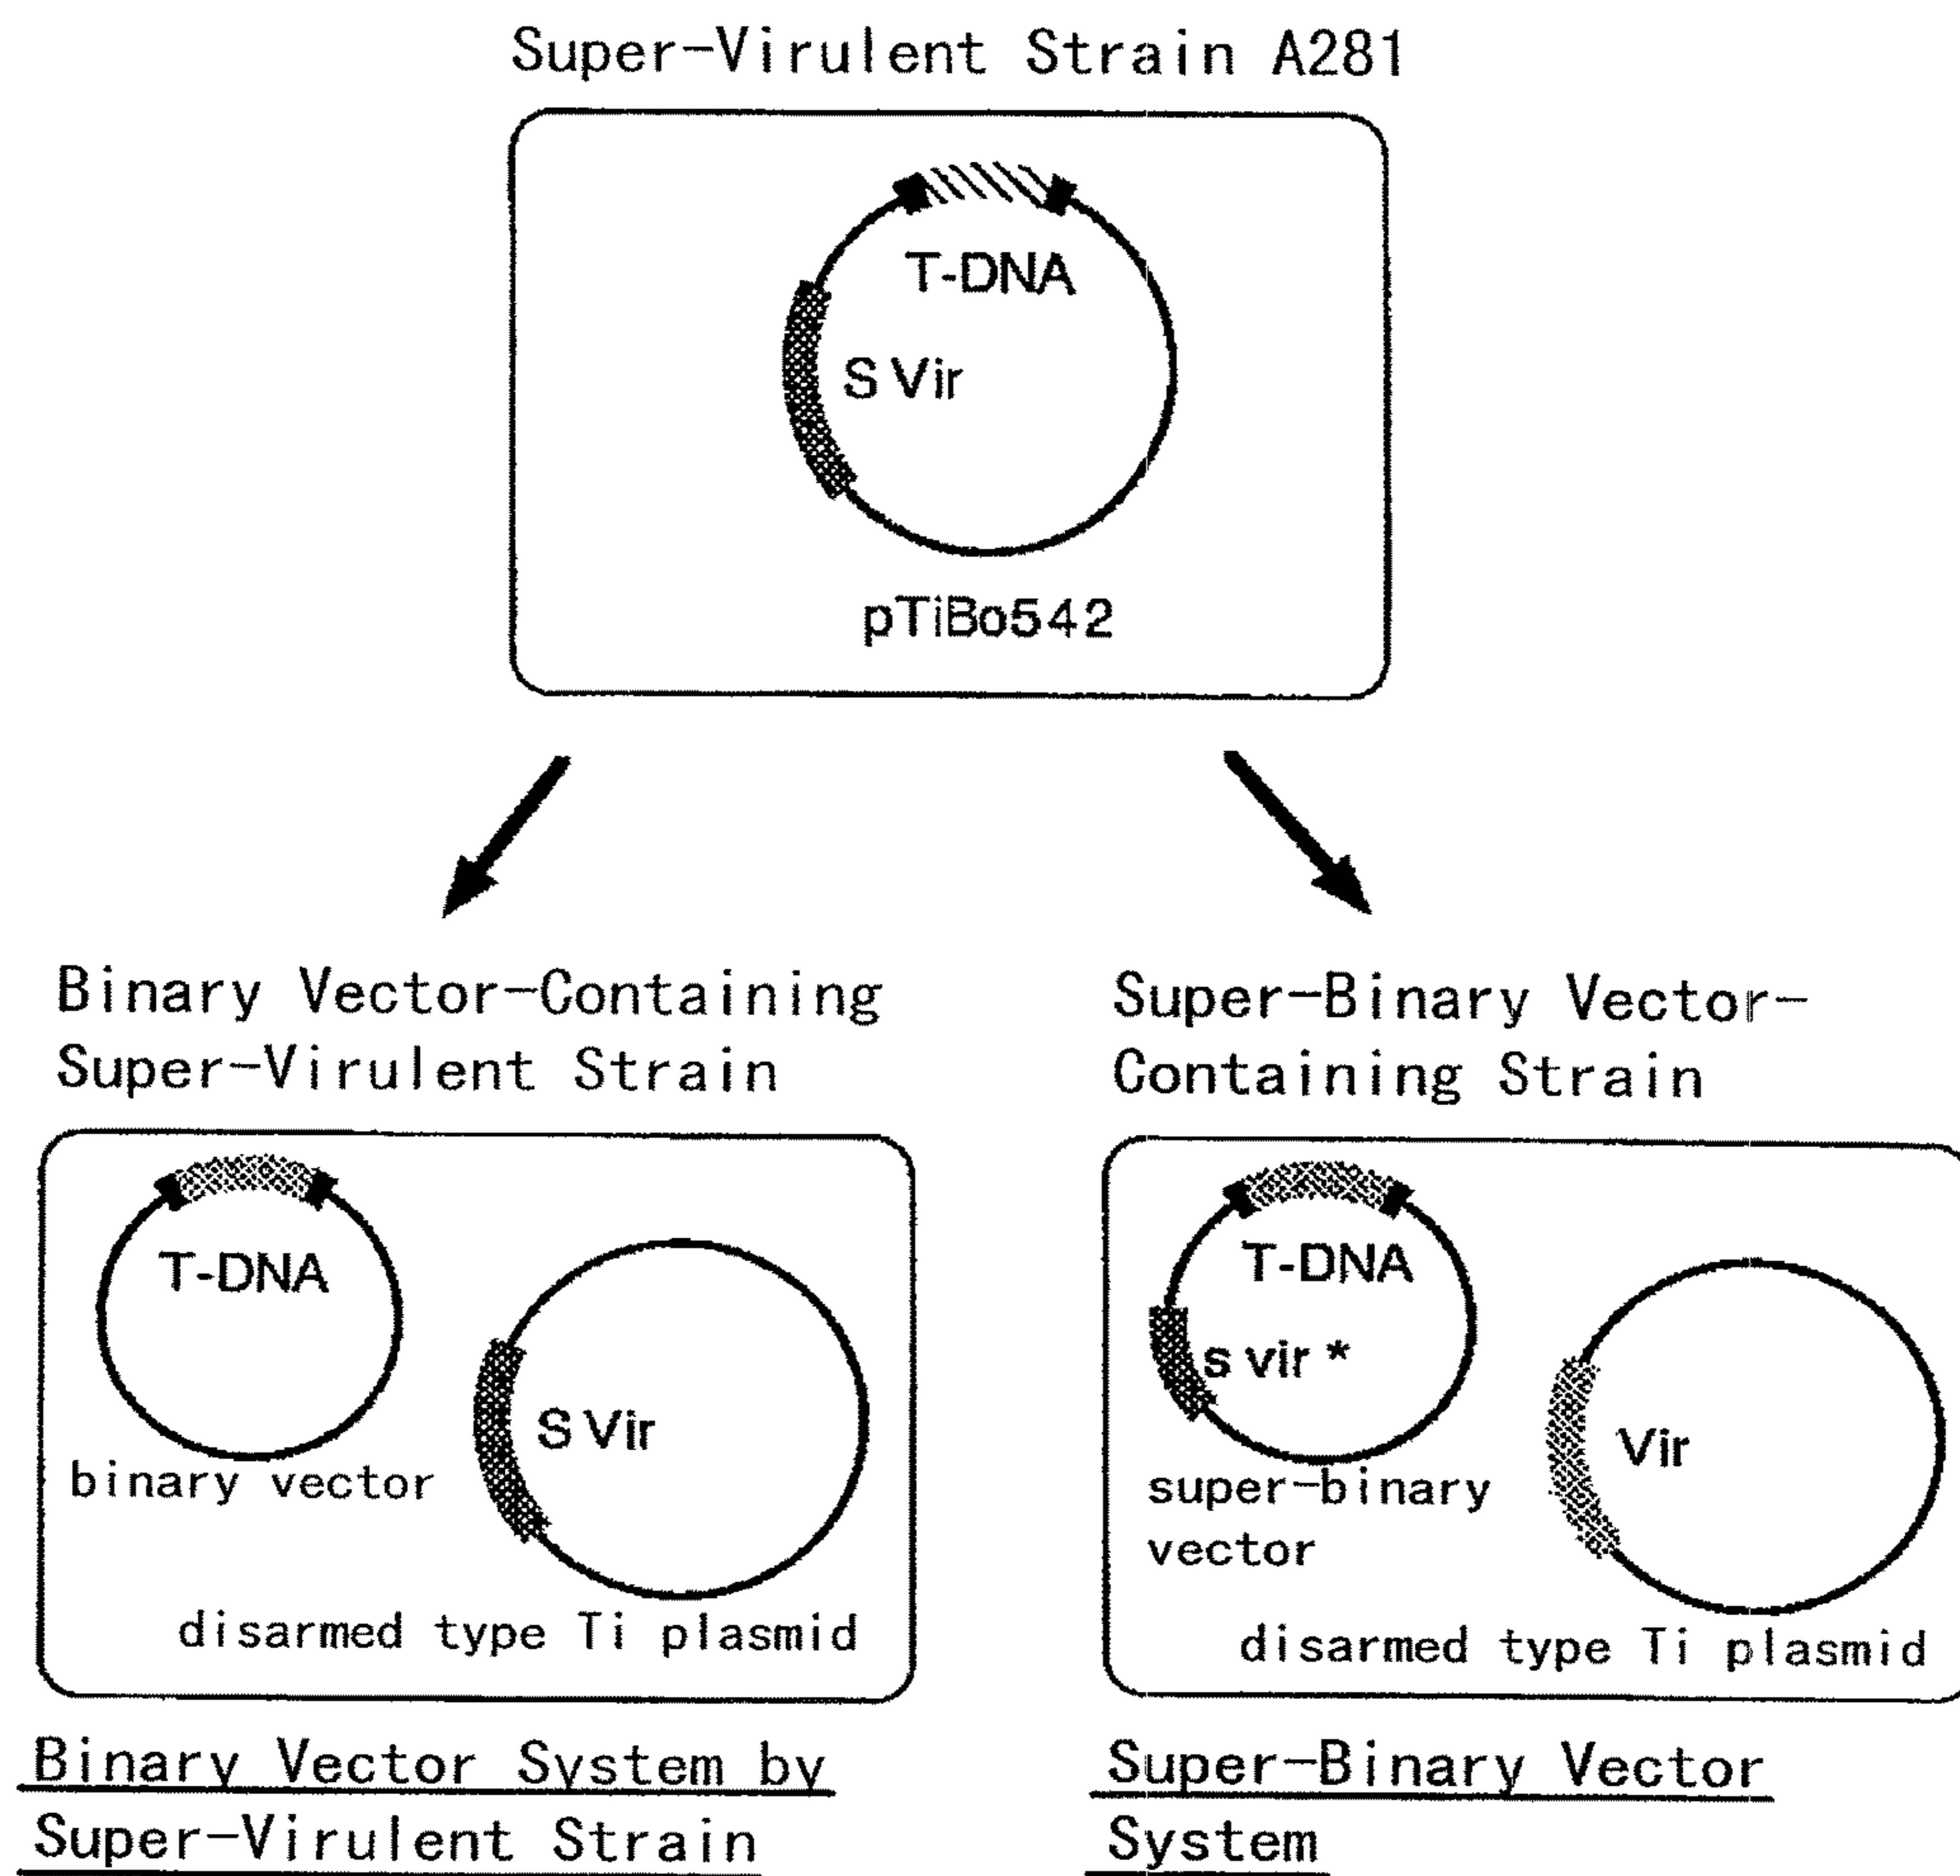 Super-Virulent Strain A281
T-DNA
S Vir
pTiBo542
Binary Vector-Containing
Super-Virulent Strain
T-DNA
S Vir
binary vector
disarmed type Ti plasmid
Binary Vector System by
Super-Virulent Strain
Super-Binary Vector-
Containing Strain
T-DNA
s vir *
Vir
super-binary
vector
disarmed type Ti plasmid
Super-Binary Vector
System